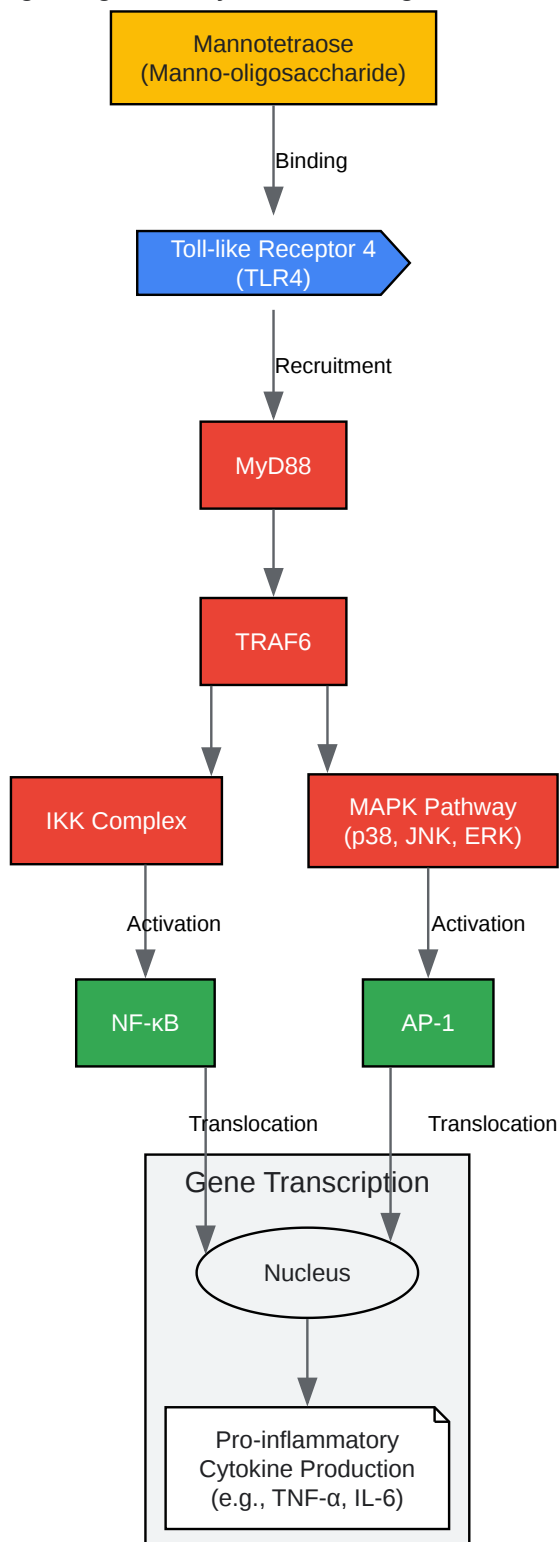 Mannotetraose
(Manno-oligosaccharide)
Binding
Toll-like Receptor 4
(TLR4)
Recruitment
MyD88
TRAF6
IKK Complex
MAPK Pathway
(p38, JNK, ERK)
Activation
Activation
NF-κB
AP-1
Translocation
Translocation
Gene Transcription
Nucleus
Pro-inflammatory
Cytokine Production
(e.g., TNF-α, IL-6)